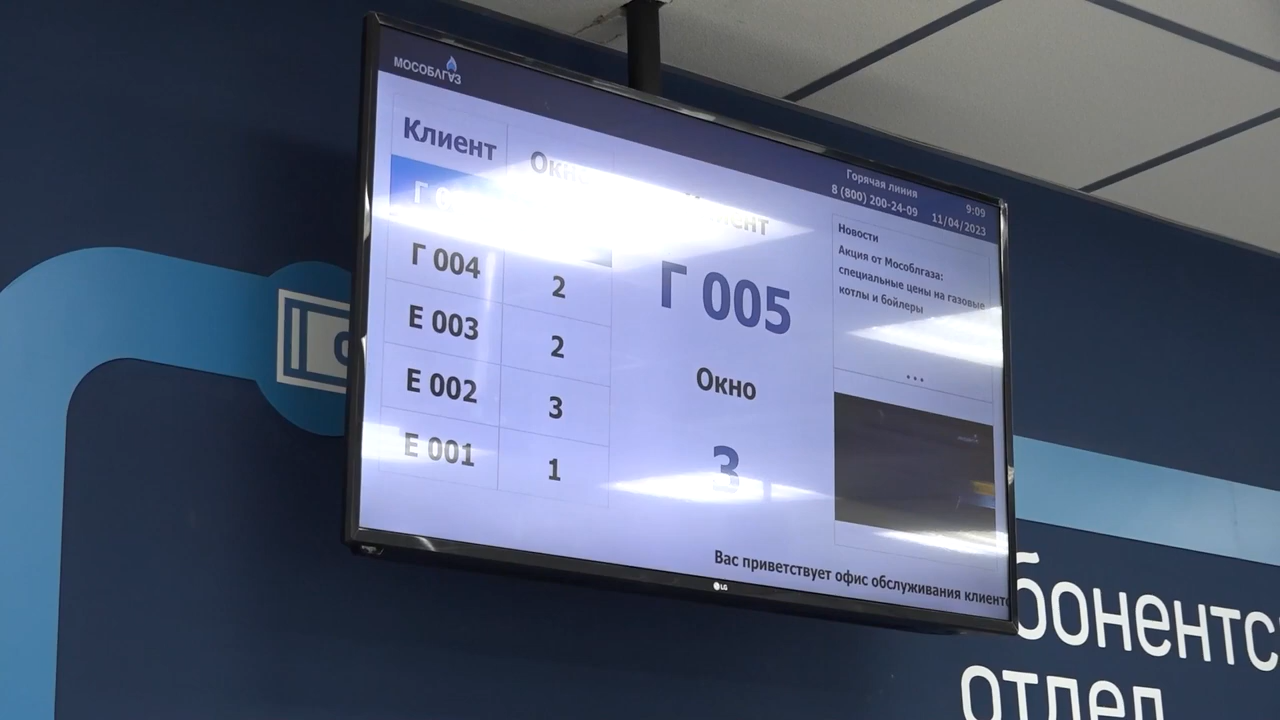 МОСОБЛГАЗ
Горячая линия
8 (800) 200-24-09
9:09
11/04/2023
Клиент
Окно
Г 004
2
Е 003
2
Е 002
3
Е 001
1
Г 005
Окно
3
Новости
Акция от Мособлгаза:
специальные цены на газовые
котлы и бойлеры
...
Вас приветствует офис обслуживания клиент
LG
бонентс
отдел